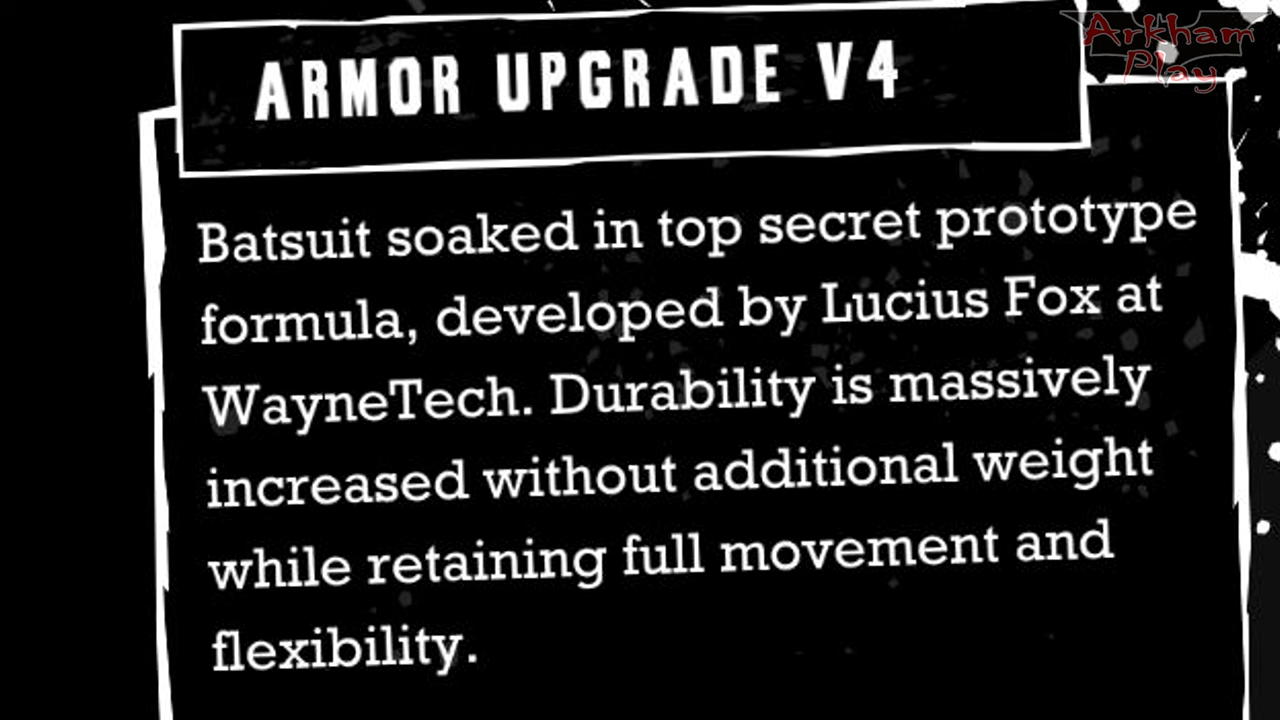 Arkham
Play
ARMOR UPGRADE V4
Batsuit soaked in top secret prototype
formula, developed by Lucius Fox at
WayneTech. Durability is massively
increased without additional weight
while retaining full movement and
flexibility.